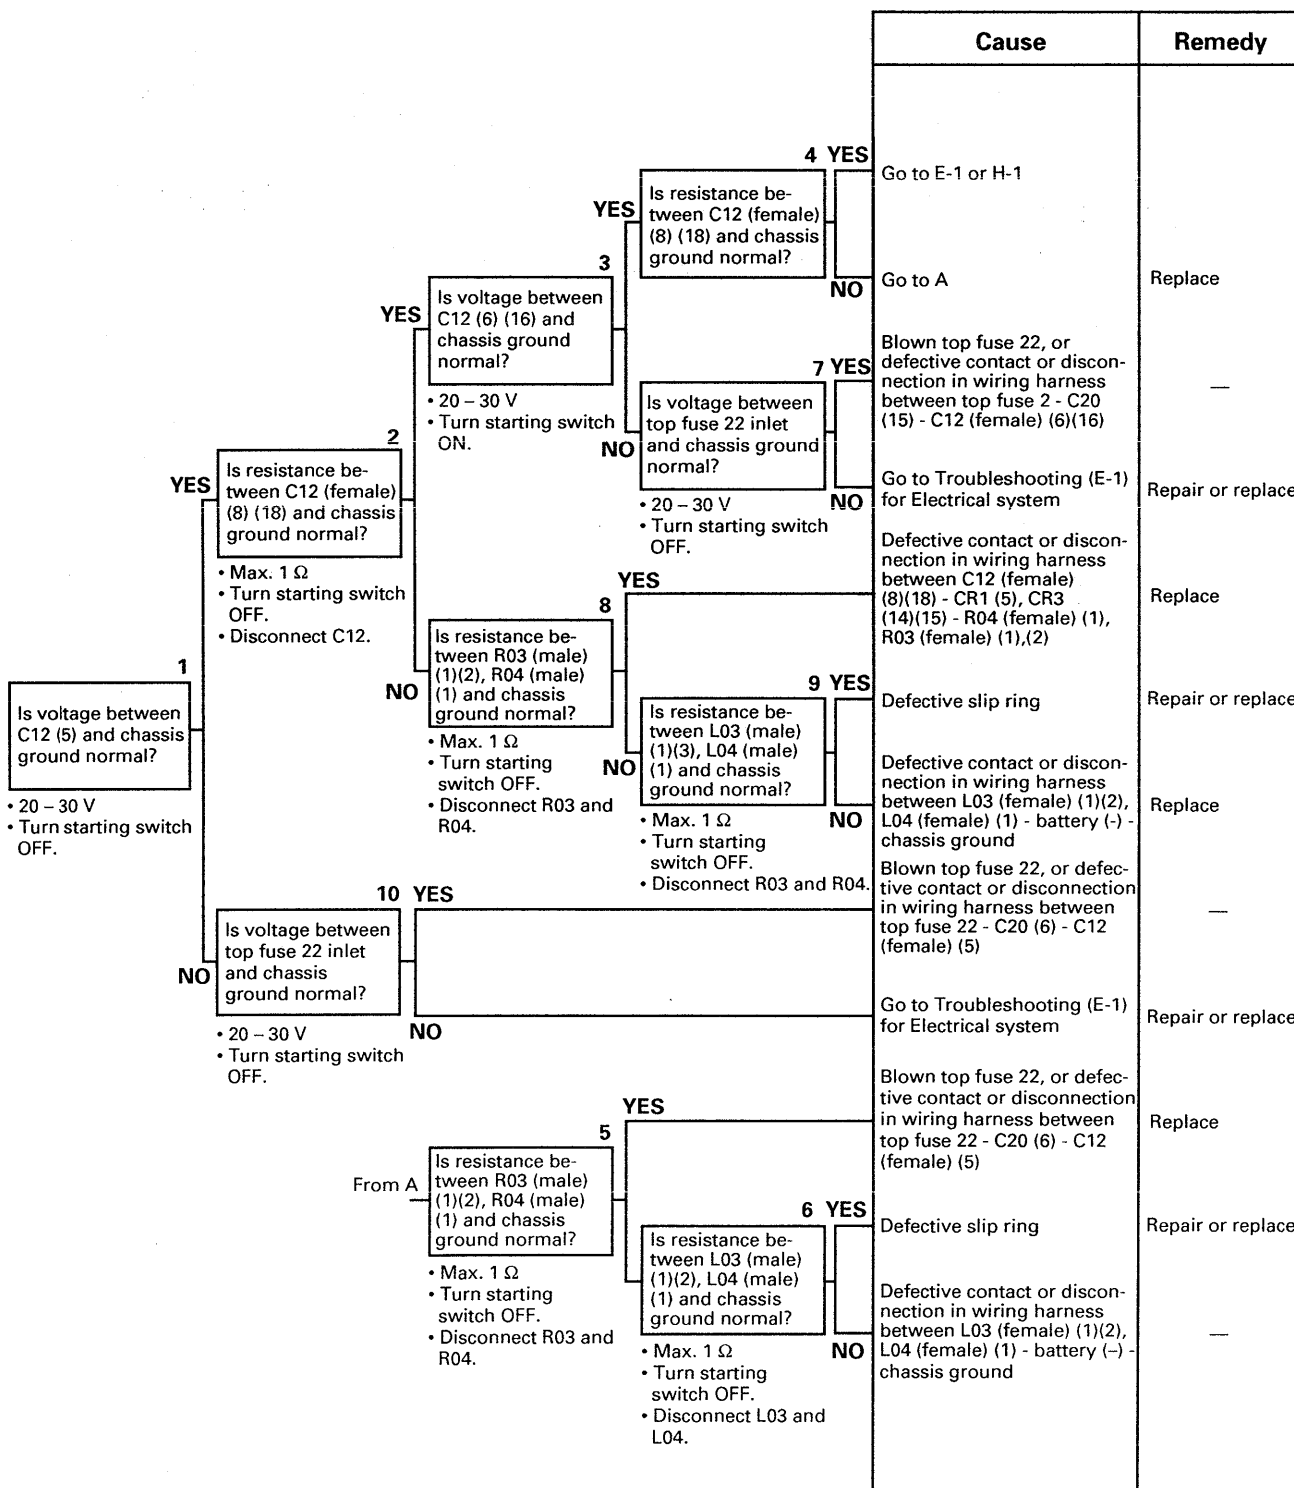 Cause
Remedy
4 YES
Is resistance be-
tween C12 (female)
(8) (18) and chassis
ground normal?
YES
Go to E-1 or H-1
NO
Go to A
Replace
3
Is voltage between
C12 (6) (16) and
chassis ground
normal?
YES
• 20 – 30 V
• Turn starting switch
ON.
7 YES
Is voltage between
top fuse 22 inlet
and chassis ground
normal?
NO
• 20 – 30 V
• Turn starting switch
OFF.
Blown top fuse 22, or
defective contact or discon-
nection in wiring harness
between top fuse 2 - C20
(15) - C12 (female) (6)(16)
—
NO
Go to Troubleshooting (E-1)
for Electrical system
Repair or replace
2
YES
Is resistance be-
tween C12 (female)
(8) (18) and chassis
ground normal?
• Max. 1 Ω
• Turn starting switch
OFF.
• Disconnect C12.
8
YES
Is resistance be-
tween R03 (male)
(1)(2), R04 (male)
(1) and chassis
ground normal?
NO
• Max. 1 Ω
• Turn starting
switch OFF.
• Disconnect R03 and
R04.
Defective contact or discon-
nection in wiring harness
between C12 (female)
(8)(18) - CR1 (5), CR3
(14)(15) - R04 (female) (1),
R03 (female) (1),(2)
Replace
9 YES
Is resistance be-
tween L03 (male)
(1)(3), L04 (male)
(1) and chassis
ground normal?
NO
• Max. 1 Ω
• Turn starting
switch OFF.
• Disconnect R03 and R04.
Defective slip ring
Repair or replace
NO
Defective contact or discon-
nection in wiring harness
between L03 (female) (1)(2),
L04 (female) (1) - battery (-) -
chassis ground
Replace
1
Is voltage between
C12 (5) and chassis
ground normal?
• 20 – 30 V
• Turn starting switch
OFF.
10 YES
Is voltage between
top fuse 22 inlet
and chassis
ground normal?
NO
• 20 – 30 V
• Turn starting switch
OFF.
Blown top fuse 22, or defec-
tive contact or disconnection
in wiring harness between
top fuse 22 - C20 (6) - C12
(female) (5)
—
NO
Go to Troubleshooting (E-1)
for Electrical system
Repair or replace
From A
5
YES
Is resistance be-
tween R03 (male)
(1)(2), R04 (male)
(1) and chassis
ground normal?
• Max. 1 Ω
• Turn starting
switch OFF.
• Disconnect R03 and
R04.
Blown top fuse 22, or defec-
tive contact or disconnection
in wiring harness between
top fuse 22 - C20 (6) - C12
(female) (5)
Replace
6 YES
Is resistance be-
tween L03 (male)
(1)(2), L04 (male)
(1) and chassis
ground normal?
• Max. 1 Ω
• Turn starting
switch OFF.
• Disconnect L03 and
L04.
Defective slip ring
Repair or replace
NO
Defective contact or discon-
nection in wiring harness
between L03 (female) (1)(2),
L04 (female) (1) - battery (–) -
chassis ground
—